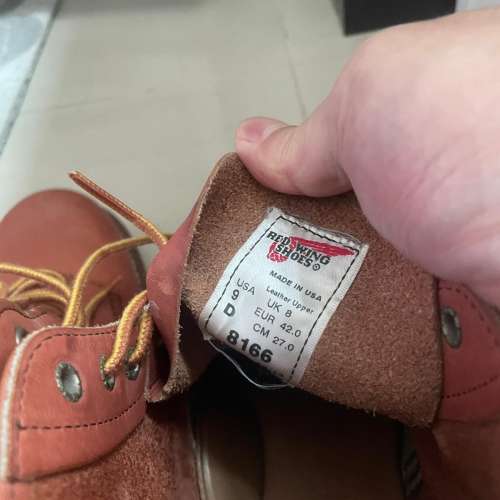 RED WING
SHOES®
MADE IN USA
Leather Upper
USA UK 8
9 EUR 42.0
D CM 27.0
8166